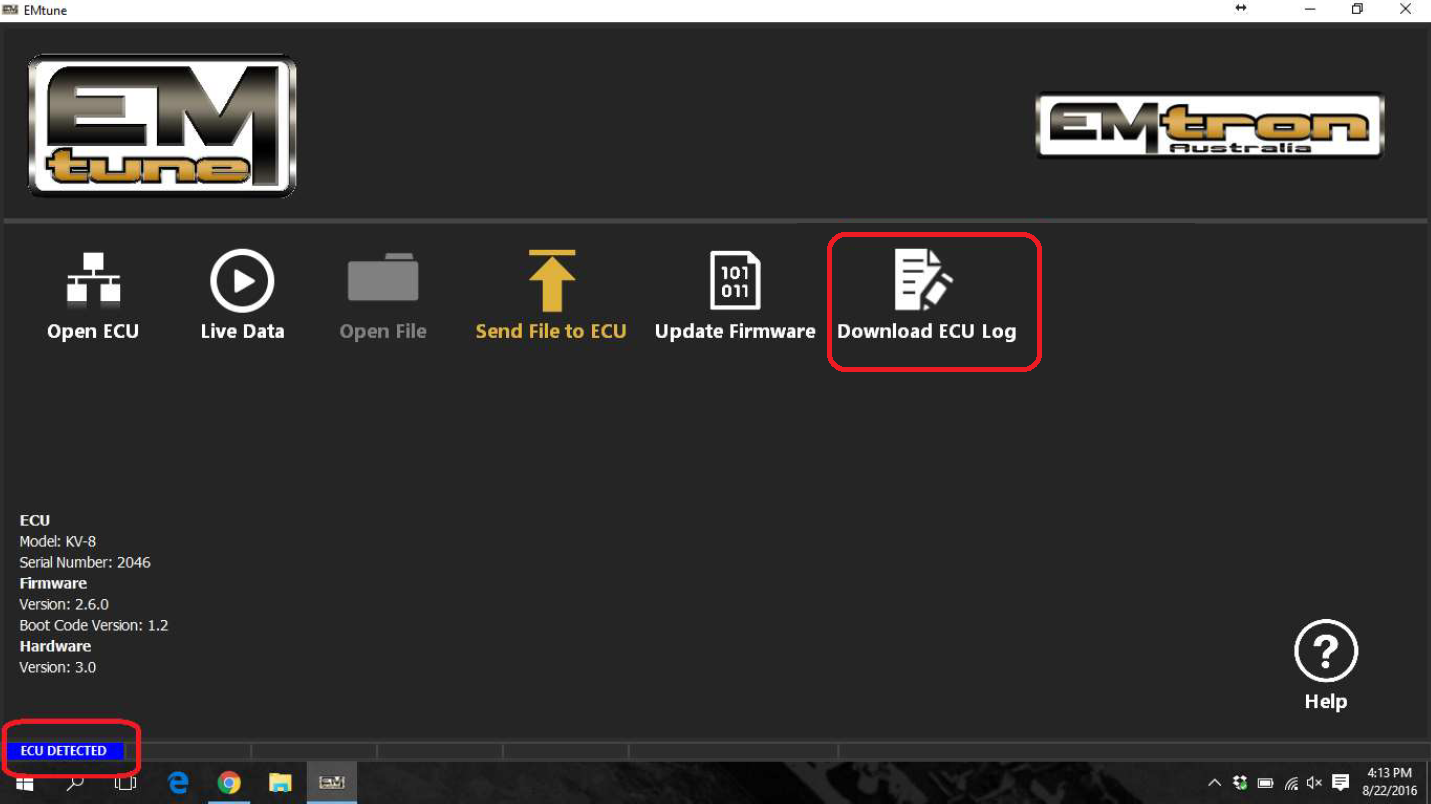 EMtune
EM
tune
EMtron
Australia
101
011
Open ECU
Live Data
Open File
Send File to ECU
Update Firmware
Download ECU Log
ECU
Model: KV-8
Serial Number: 2046
Firmware
Version: 2.6.0
Boot Code Version: 1.2
Hardware
Version: 3.0
?
Help
ECU DETECTED
EM
4:13 PM
8/22/2016